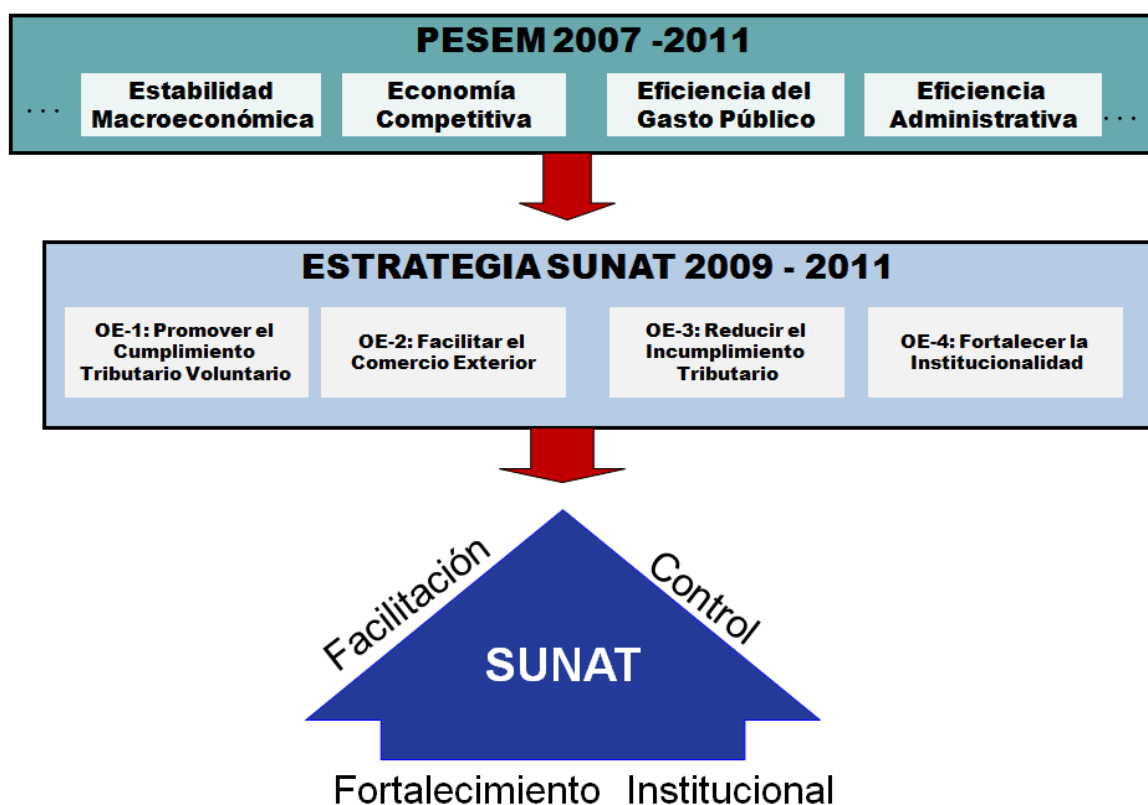 PESEM 2007 -2011
. . .
Estabilidad
Macroeconómica
Economía
Competitiva
Eficiencia del
Gasto Público
Eficiencia
Administrativa
. . .
ESTRATEGIA SUNAT 2009 - 2011
OE-1: Promover el
Cumplimiento
Tributario Voluntario
OE-2: Facilitar el
Comercio Exterior
OE-3: Reducir el
Incumplimiento
Tributario
OE-4: Fortalecer la
Institucionalidad
Facilitación
Control
SUNAT
Fortalecimiento Institucional